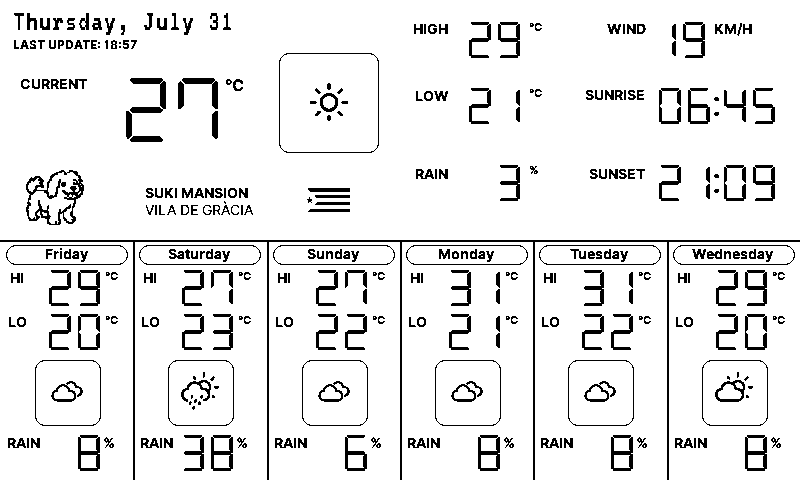 Thursday, July 31
LAST UPDATE: 18:57
CURRENT 27 °C
SUKI MANSION
VILA DE GRÀCIA
HIGH 29 °C
WIND 19 KM/H
LOW 21 °C
SUNRISE 06:45
RAIN 3 %
SUNSET 21:09
Friday
HI 29 °C
LO 20 °C
RAIN 8 %
Saturday
HI 27 °C
LO 23 °C
RAIN 38 %
Sunday
HI 27 °C
LO 22 °C
RAIN 6 %
Monday
HI 31 °C
LO 21 °C
RAIN 8 %
Tuesday
HI 31 °C
LO 22 °C
RAIN 8 %
Wednesday
HI 29 °C
LO 20 °C
RAIN 8 %